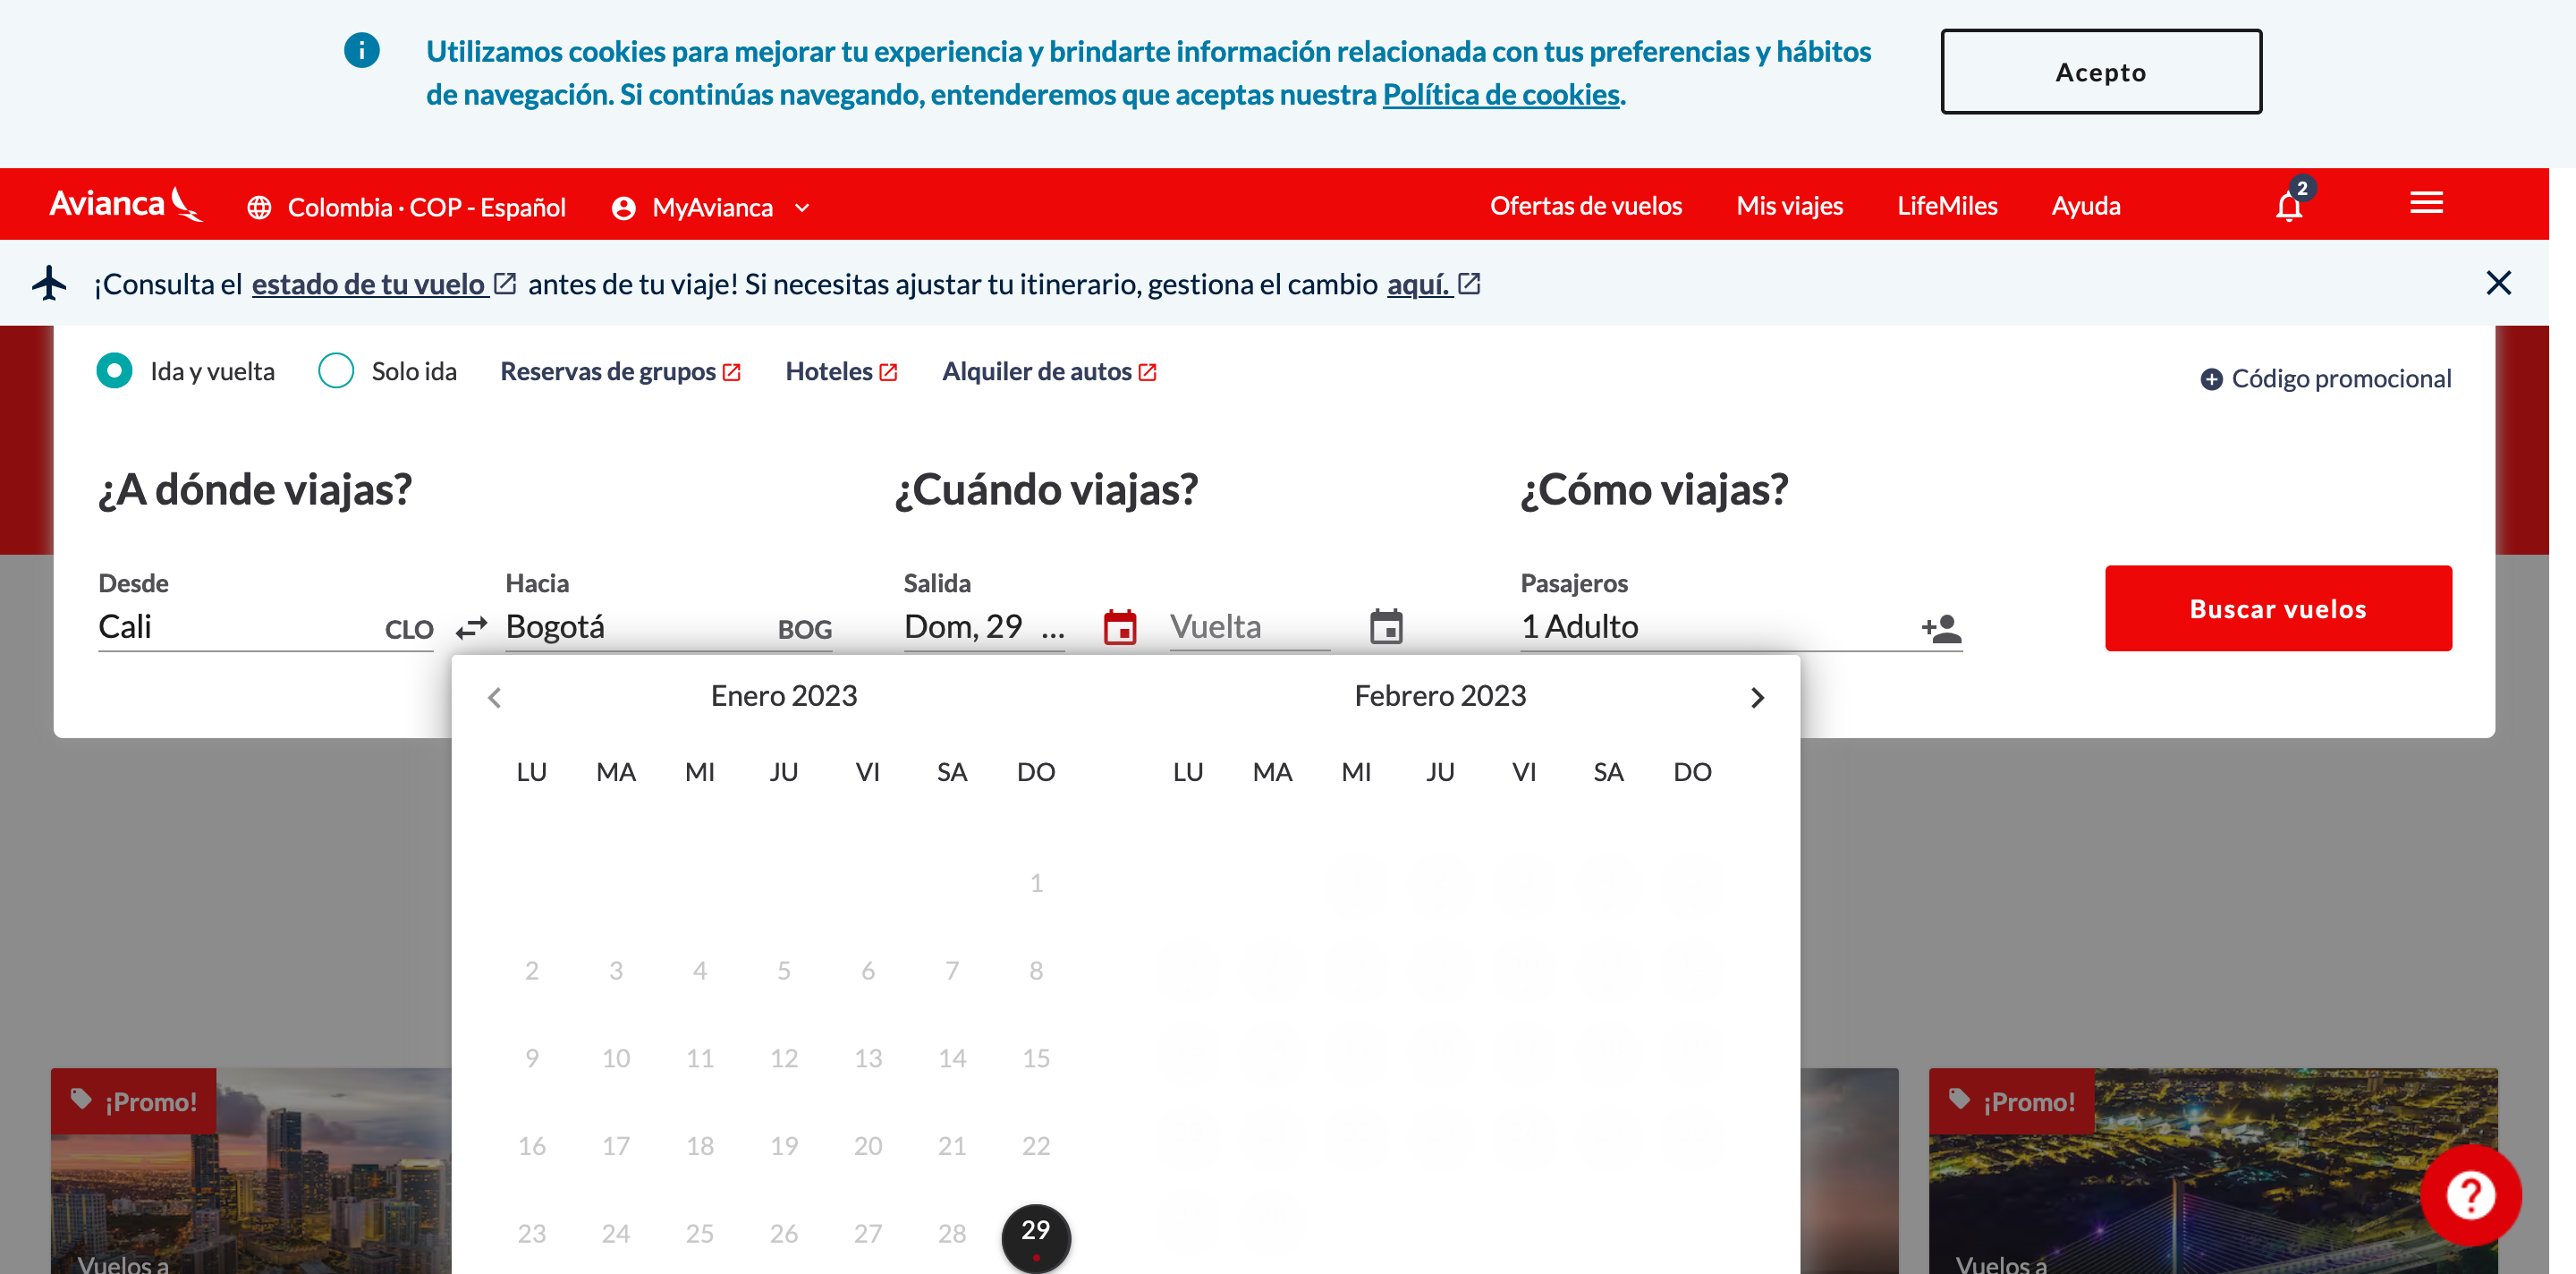 Utilizamos cookies para mejorar tu experiencia y brindarte información relacionada con tus preferencias y hábitos
de navegación. Si continúas navegando, entenderemos que aceptas nuestra Política de cookies.
Acepto
Avianca
Colombia · COP - Español
MyAvianca
Ofertas de vuelos
Mis viajes
LifeMiles
Ayuda
2
¡Consulta el estado de tu vuelo antes de tu viaje! Si necesitas ajustar tu itinerario, gestiona el cambio aquí.
Ida y vuelta
Solo ida
Reservas de grupos
Hoteles
Alquiler de autos
Código promocional
¿A dónde viajas?
¿Cuándo viajas?
¿Cómo viajas?
Desde
Cali CLO
Hacia
Bogotá BOG
Salida
Dom, 29 ...
Vuelta
Pasajeros
1 Adulto
Buscar vuelos
Enero 2023
LU MA MI JU VI SA DO
1
2 3 4 5 6 7 8
9 10 11 12 13 14 15
16 17 18 19 20 21 22
23 24 25 26 27 28 29
Febrero 2023
LU MA MI JU VI SA DO
¡Promo!
Vuelos a
¡Promo!
Vuelos a
?